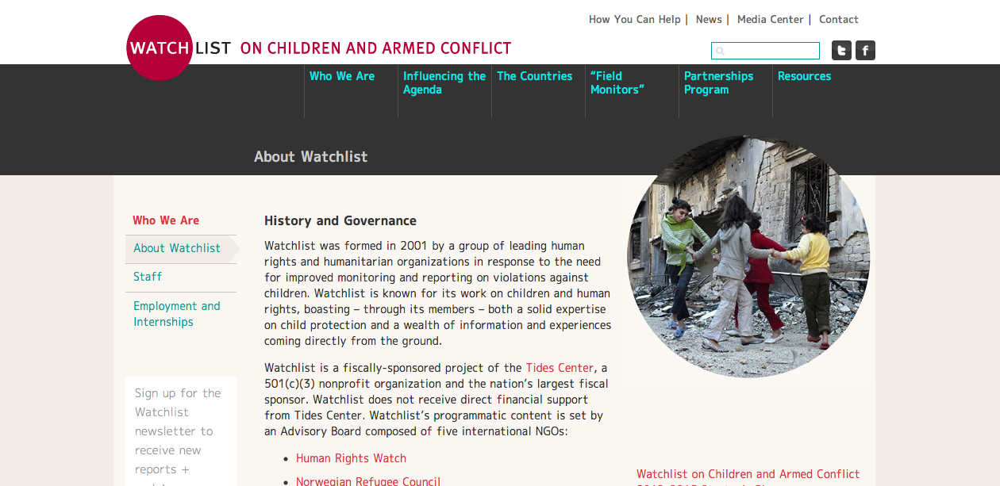 How You Can Help | News | Media Center | Contact
WATCHLIST ON CHILDREN AND ARMED CONFLICT
Who We Are
Influencing the
Agenda
The Countries
“Field
Monitors”
Partnerships
Program
Resources
About Watchlist
Who We Are
About Watchlist
Staff
Employment and
Internships
Sign up for the
Watchlist
newsletter to
receive new
reports +
History and Governance
Watchlist was formed in 2001 by a group of leading human
rights and humanitarian organizations in response to the need
for improved monitoring and reporting on violations against
children. Watchlist is known for its work on children and human
rights, boasting – through its members – both a solid expertise
on child protection and a wealth of information and experiences
coming directly from the ground.
Watchlist is a fiscally-sponsored project of the Tides Center, a
501(c)(3) nonprofit organization and the nation’s largest fiscal
sponsor. Watchlist does not receive direct financial support
from Tides Center. Watchlist’s programmatic content is set by
an Advisory Board composed of five international NGOs:
• Human Rights Watch
• Norwegian Refugee Council
Watchlist on Children and Armed Conflict